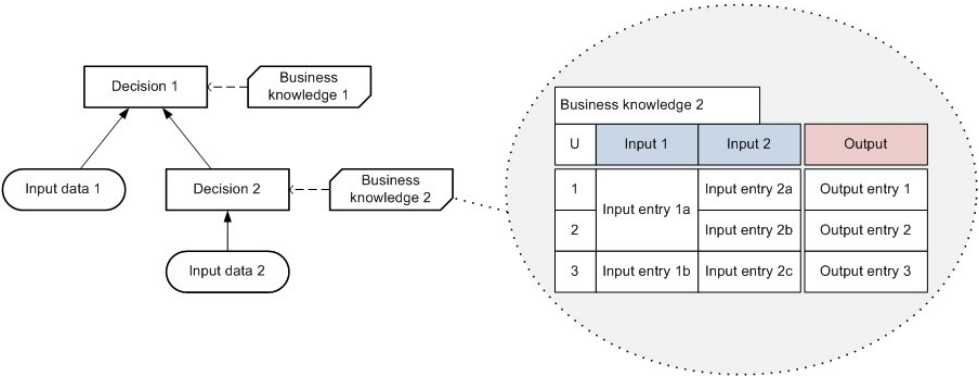 Decision 1
Business
knowledge 1
Input data 1
Decision 2
Business
knowledge 2
Input data 2
Business knowledge 2
U Input 1 Input 2 Output
1 Input entry 1a Input entry 2a Output entry 1
2 Input entry 2b Output entry 2
3 Input entry 1b Input entry 2c Output entry 3